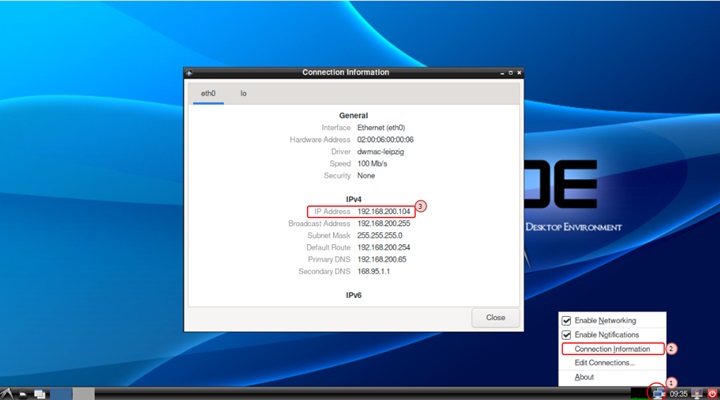 Connection Information
eth0
lo
General
Interface Ethernet (eth0)
Hardware Address 02:00:06:00:00:06
Driver dwmac-leipzig
Speed 100 Mb/s
Security None
IPv4
IP Address 192.168.200.104
3
Broadcast Address 192.168.200.255
Subnet Mask 255.255.255.0
Default Route 192.168.200.254
Primary DNS 192.168.200.65
Secondary DNS 168.95.1.1
IPv6
Close
DE
Desktop Environment
Enable Networking
Enable Notifications
Connection Information
2
Edit Connections...
About
1
09:35